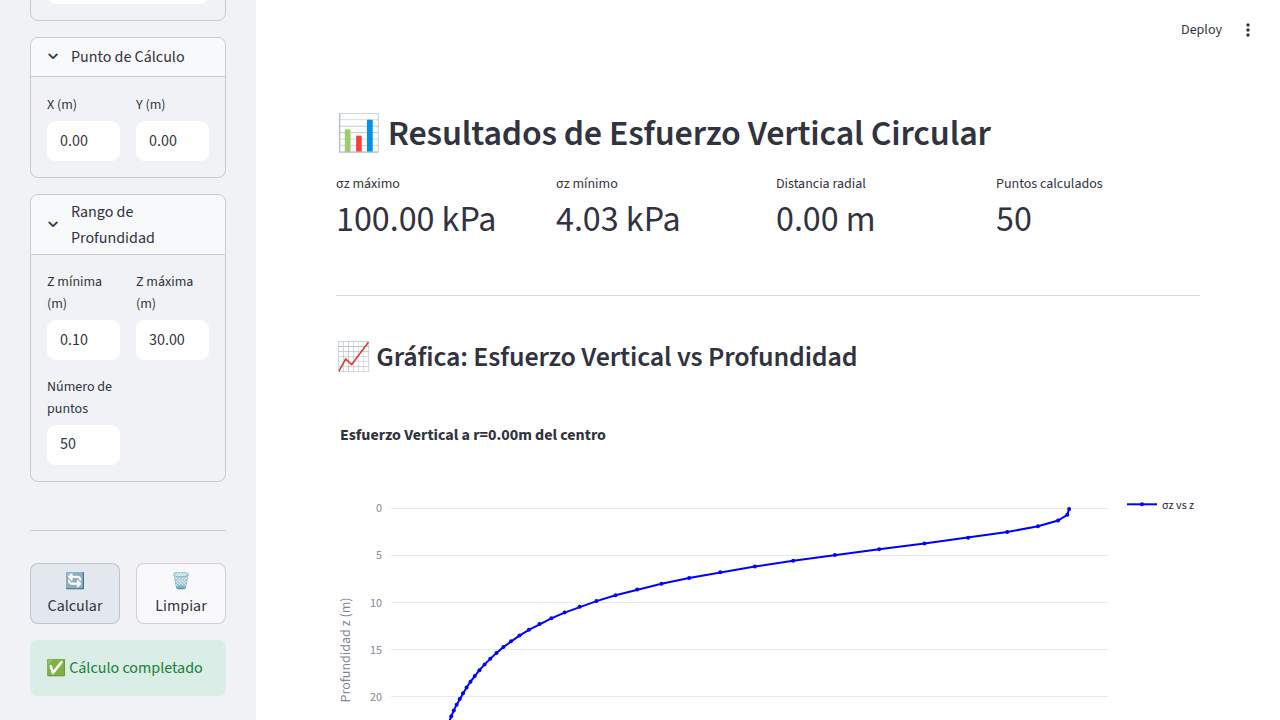 Punto de Cálculo
X (m)
Y (m)
0.00
0.00
Rango de
Profundidad
Z mínima
(m)
Z máxima
(m)
0.10
30.00
Número de
puntos
50
Calcular
Limpiar
Cálculo completado
Deploy
Resultados de Esfuerzo Vertical Circular
σz máximo
σz mínimo
Distancia radial
Puntos calculados
100.00 kPa
4.03 kPa
0.00 m
50
Gráfica: Esfuerzo Vertical vs Profundidad
Esfuerzo Vertical a r=0.00m del centro
0
5
10
15
20
Profundidad z (m)
σz vs z